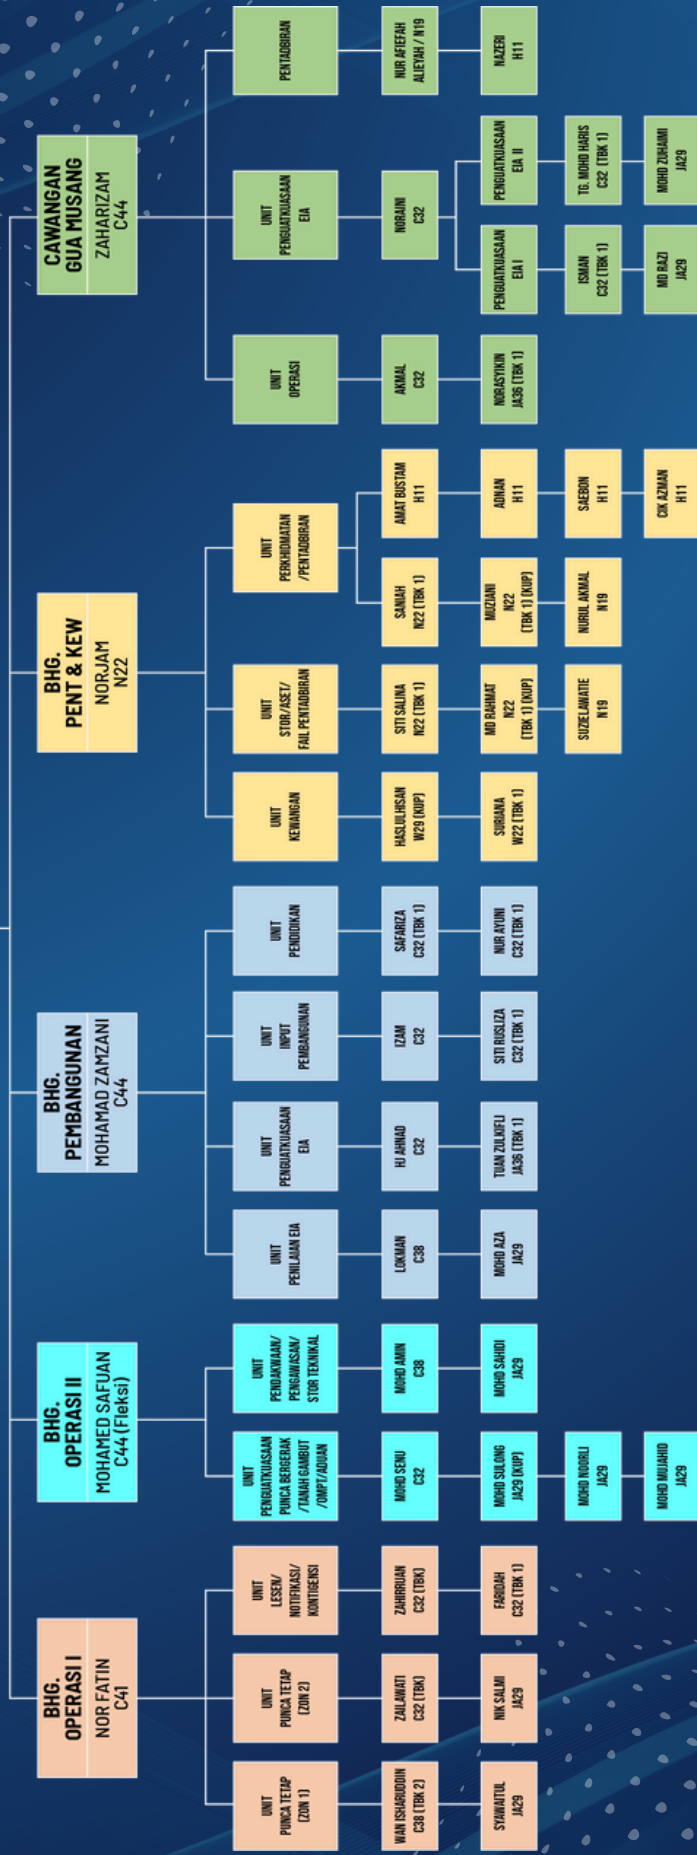 BHG.
OPERASI I
NOR FATIN
C41
UNIT
PUNCA TETAP
(ZON 1)
WAN ISHARUDDIN
C38 (TBK 2)
SYAWAITUL
JA29
UNIT
PUNCA TETAP
(ZON 2)
ZAILAWATI
C32 (TBK)
NIK SALMI
JA29
UNIT
LESEN/
NOTIFIKASI/
KONTIGENSI
ZAHIRRUAN
C32 (TBK)
FARIDAH
C32 (TBK 1)
BHG.
OPERASI II
MOHAMED SAFUAN
C44 (Fleksi)
UNIT
PENGUATKUASAAN
PUNCA BERGERAK
/TANAH GAMBUT
/OMPT/ADUAN
MOHD SENU
C32
MOHD SULONG
JA29 (KUP)
MOHD NOORLI
JA29
MOHD MUJAHID
JA29
UNIT
PENDAKWAAN/
PENGAWASAN/
STOR TEKNIKAL
MOHD AMIN
C38
MOHD SAHIDI
JA29
BHG.
PEMBANGUNAN
MOHAMAD ZAMZANI
C44
UNIT
PENILAIAN EIA
LOKMAN
C38
MOHD AZA
JA29
UNIT
PENGUATKUASAAN
EIA
HJ AHNAD
C32
TUAN ZULKIFLI
JA36 (TBK 1)
UNIT
INPUT
PEMBANGUNAN
IZAM
C32
SITI RUSLIZA
C32 (TBK 1)
UNIT
PENDIDIKAN
SAFARIZA
C32 (TBK 1)
NUR AYUNI
C32 (TBK 1)
BHG.
PENT & KEW
NORJAM
N22
UNIT
KEWANGAN
HASLULHISAN
W29 (KUP)
SURIANA
W22 (TBK 1)
UNIT
STOR/ASET/
FAIL PENTADBIRAN
SITI SALINA
N22 (TBK 1)
MD RAHMAT
N22
(TBK 1) (KUP)
SUZIELAWATIE
N19
UNIT
PERKHIDMATAN
/PENTADBIRAN
SANIAH
N22 (TBK 1)
MUZIANI
N22
(TBK 1) (KUP)
NURUL AKMAL
N19
AMAT BUSTAM
H11
ADNAN
H11
SAEBON
H11
CIK AZMAN
H11
CAWANGAN
GUA MUSANG
ZAHARIZAM
C44
UNIT
OPERASI
AKMAL
C32
NORASYIKIN
JA36 (TBK 1)
UNIT
PENGUATKUASAAN
EIA
NORAINI
C32
PENGUATKUASAAN
EIA I
ISMAN
C32 (TBK 1)
MD RAZI
JA29
PENGUATKUASAAN
EIA II
TG. MOHD HARIS
C32 (TBK 1)
MOHD ZUHAIMI
JA29
PENTADBIRAN
NUR AFIEFAH
ALIEYAH / N19
NAZERI
H11